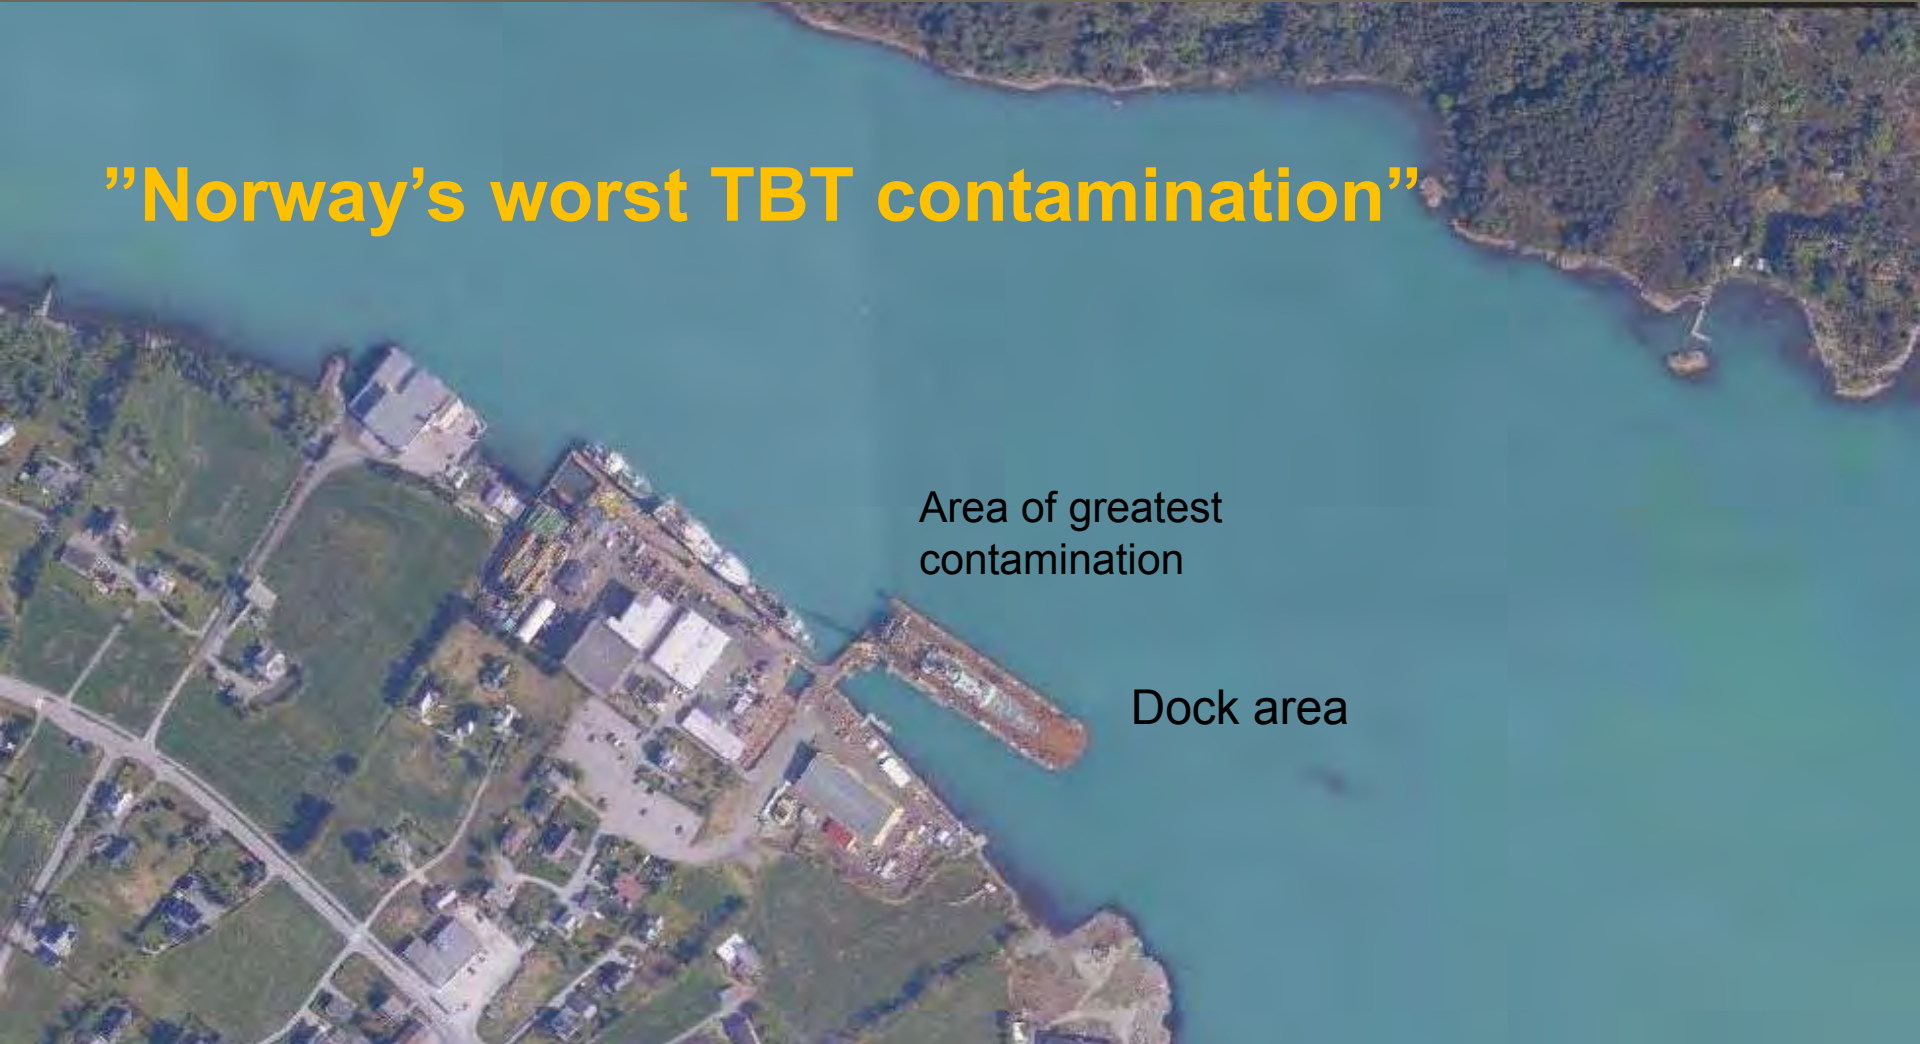 ”Norway’s worst TBT contamination”
Area of greatest
contamination
Dock area